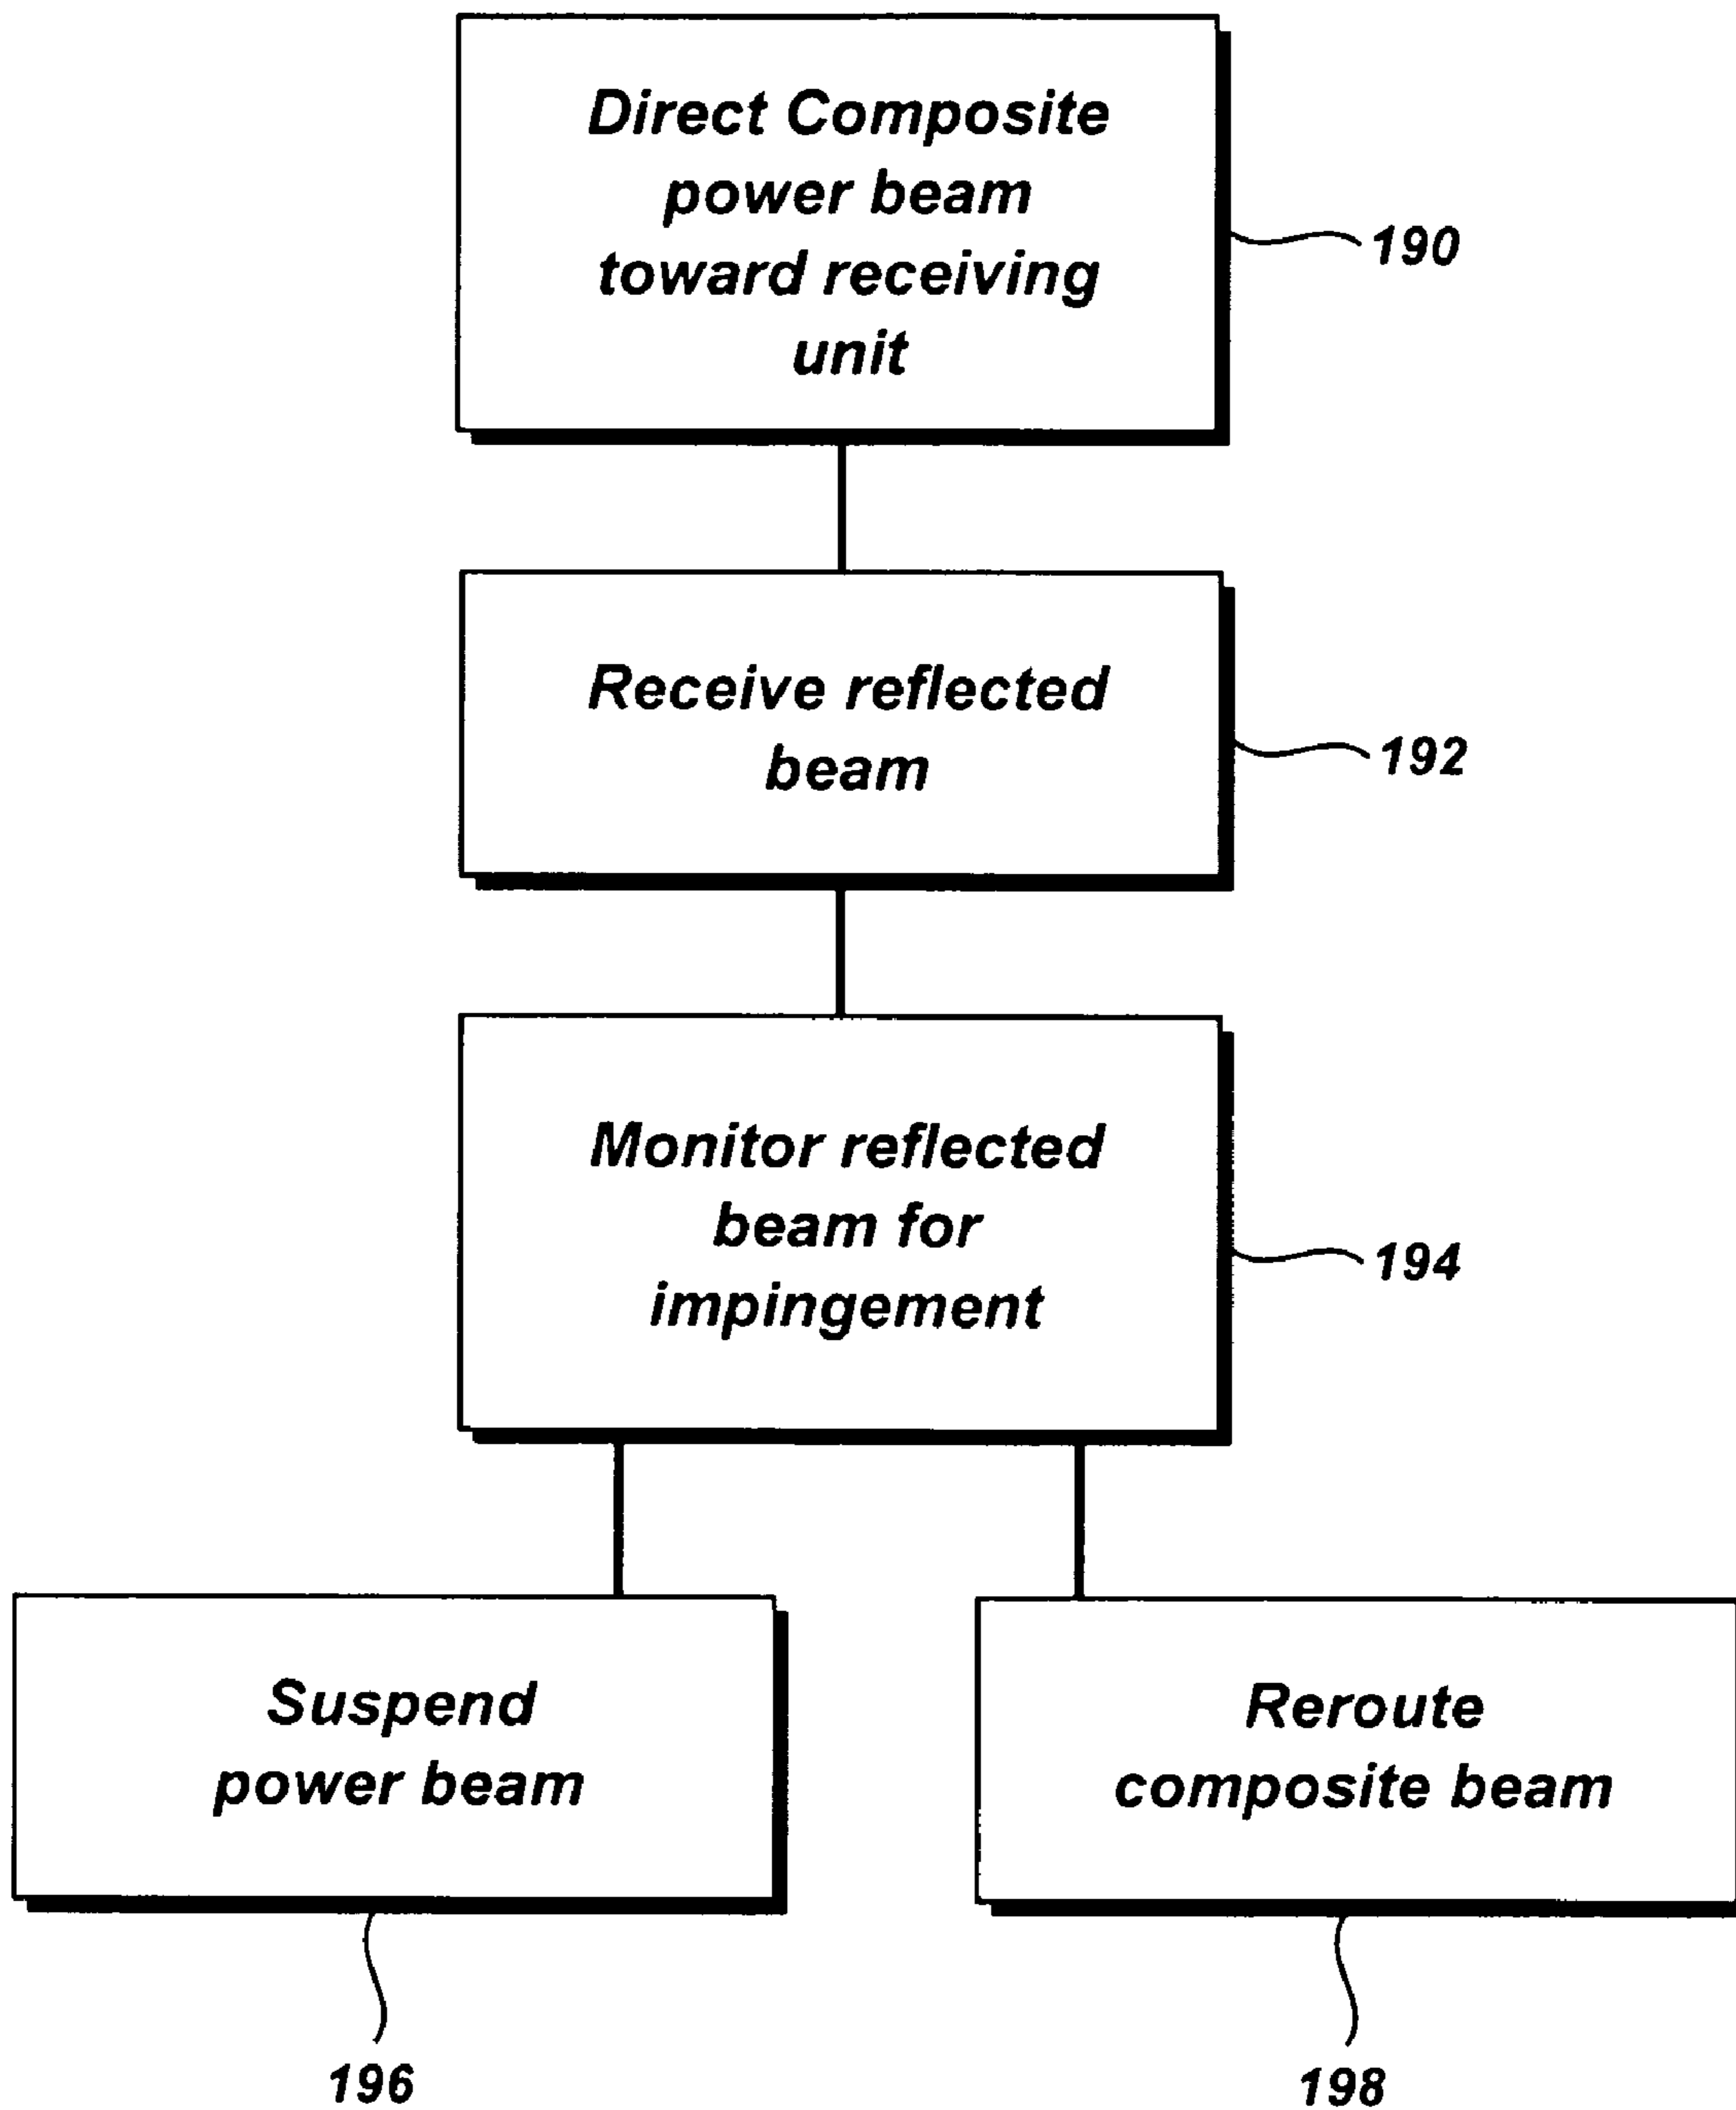 Direct Composite
power beam
toward receiving
unit
190
Receive reflected
beam
192
Monitor reflected
beam for
impingement
194
Suspend
power beam
Reroute
composite beam
196
198